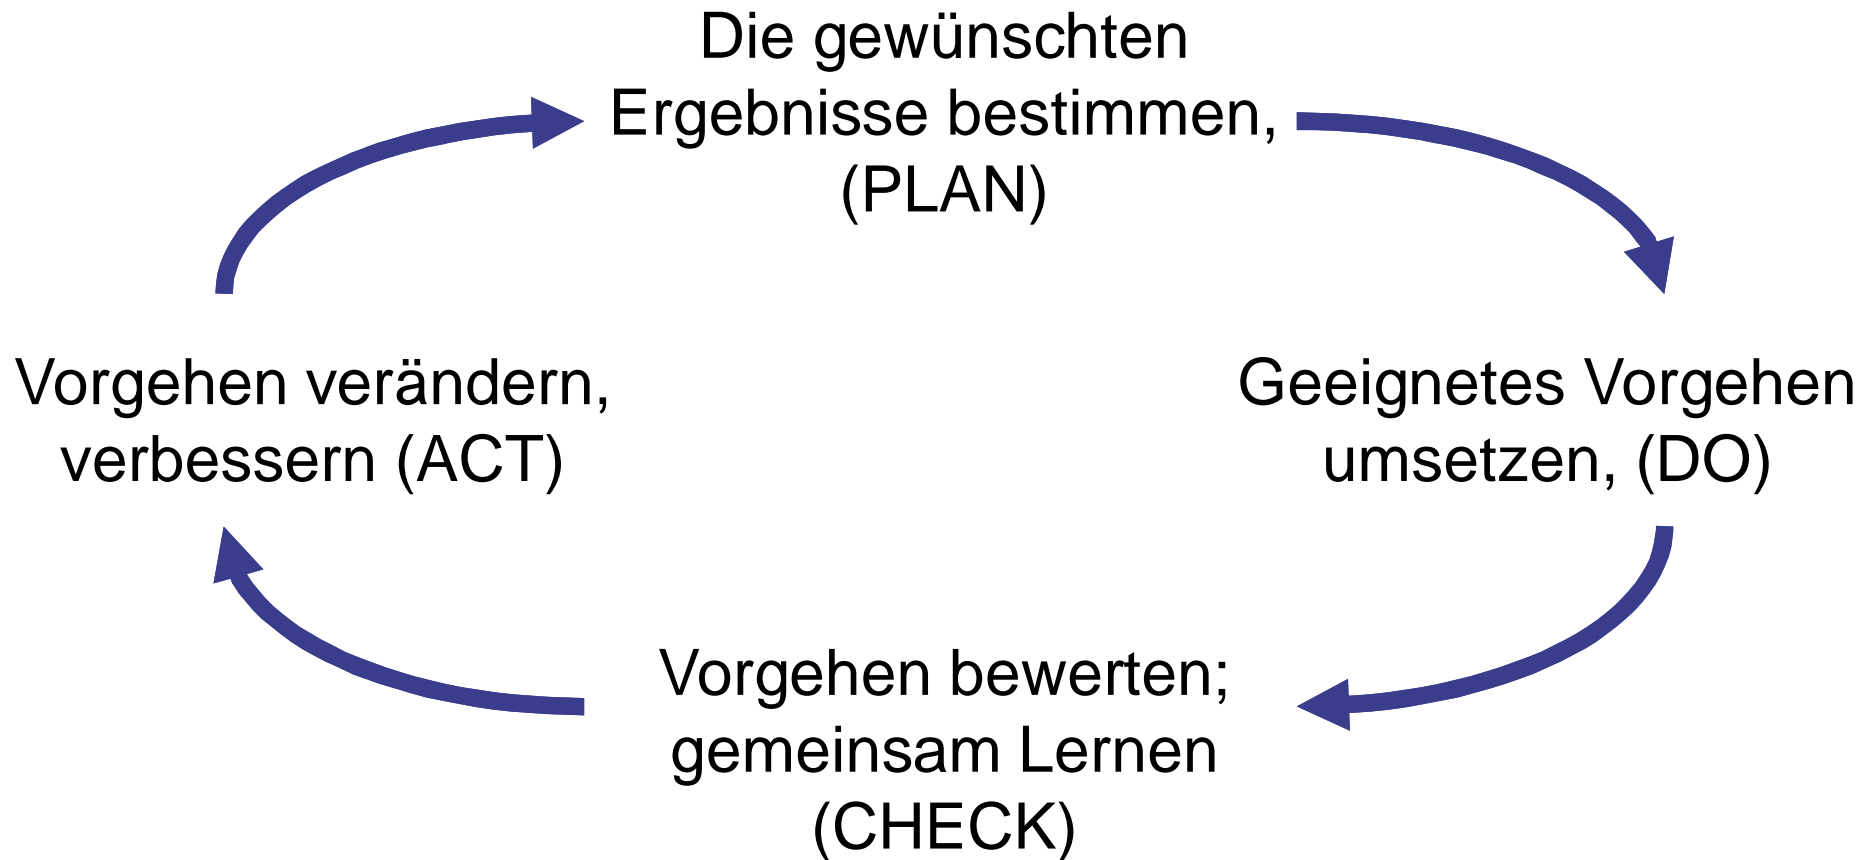 Die gewünschten
Ergebnisse bestimmen,
(PLAN)
Geeignetes Vorgehen
umsetzen, (DO)
Vorgehen bewerten;
gemeinsam Lernen
(CHECK)
Vorgehen verändern,
verbessern (ACT)